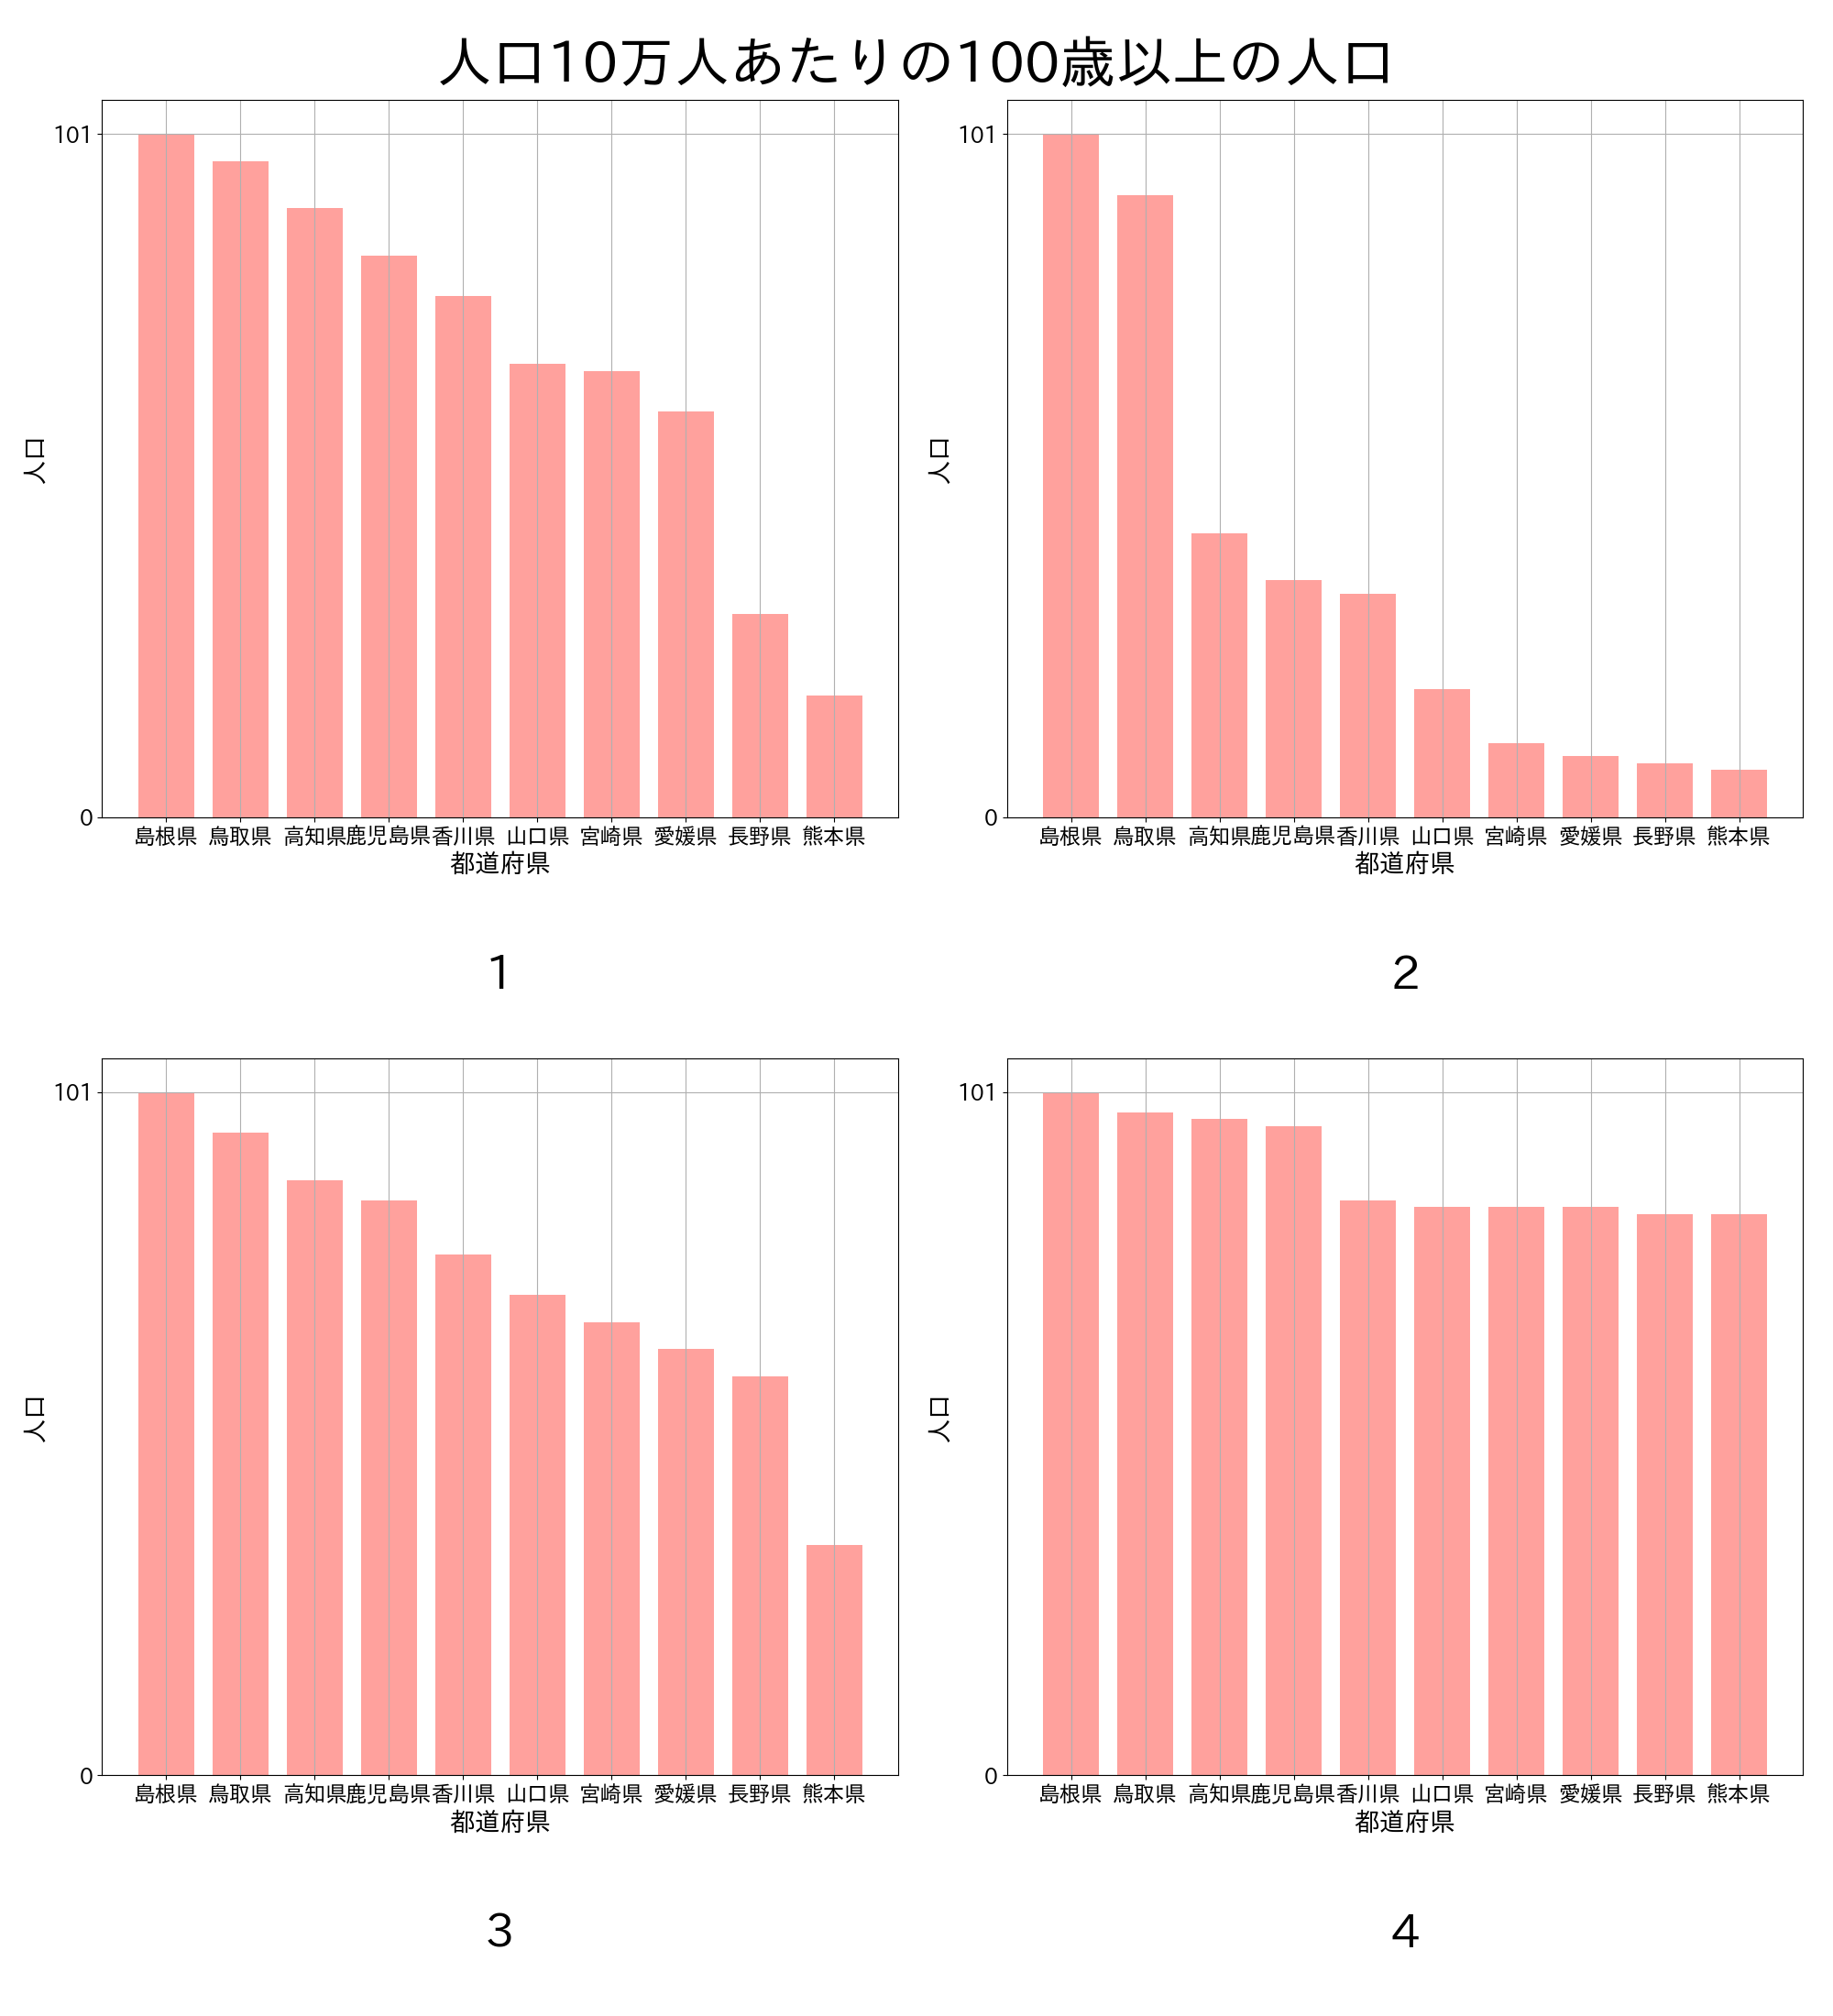 人口10万人あたりの100歳以上の人口
101
0
人口
島根県 鳥取県 高知県 鹿児島県 香川県 山口県 宮崎県 愛媛県 長野県 熊本県
都道府県
1
101
0
人口
島根県 鳥取県 高知県 鹿児島県 香川県 山口県 宮崎県 愛媛県 長野県 熊本県
都道府県
2
101
0
人口
島根県 鳥取県 高知県 鹿児島県 香川県 山口県 宮崎県 愛媛県 長野県 熊本県
都道府県
3
101
0
人口
島根県 鳥取県 高知県 鹿児島県 香川県 山口県 宮崎県 愛媛県 長野県 熊本県
都道府県
4